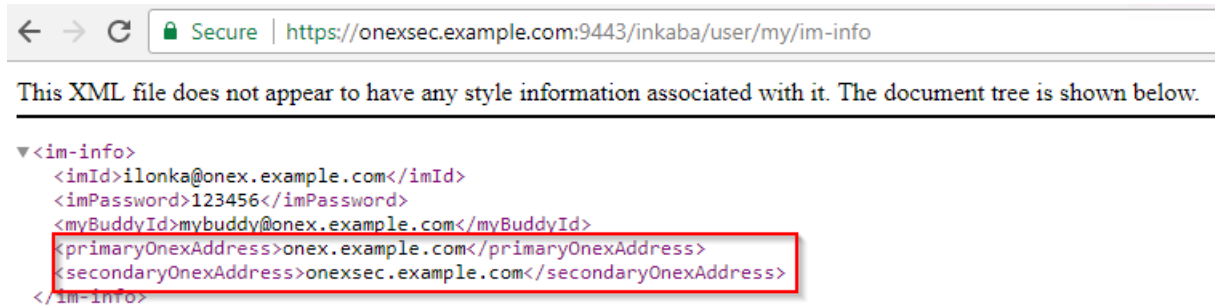 Secure | https://onexsec.example.com:9443/inkaba/user/my/im-info
This XML file does not appear to have any style information associated with it. The document tree is shown below.
▼<im-info>
<imId>ilonka@onex.example.com</imId>
<imPassword>123456</imPassword>
<myBuddyId>mybuddy@onex.example.com</myBuddyId>
<primaryOnexAddress>onex.example.com</primaryOnexAddress>
<secondaryOnexAddress>onexsec.example.com</secondaryOnexAddress>
</im-info>